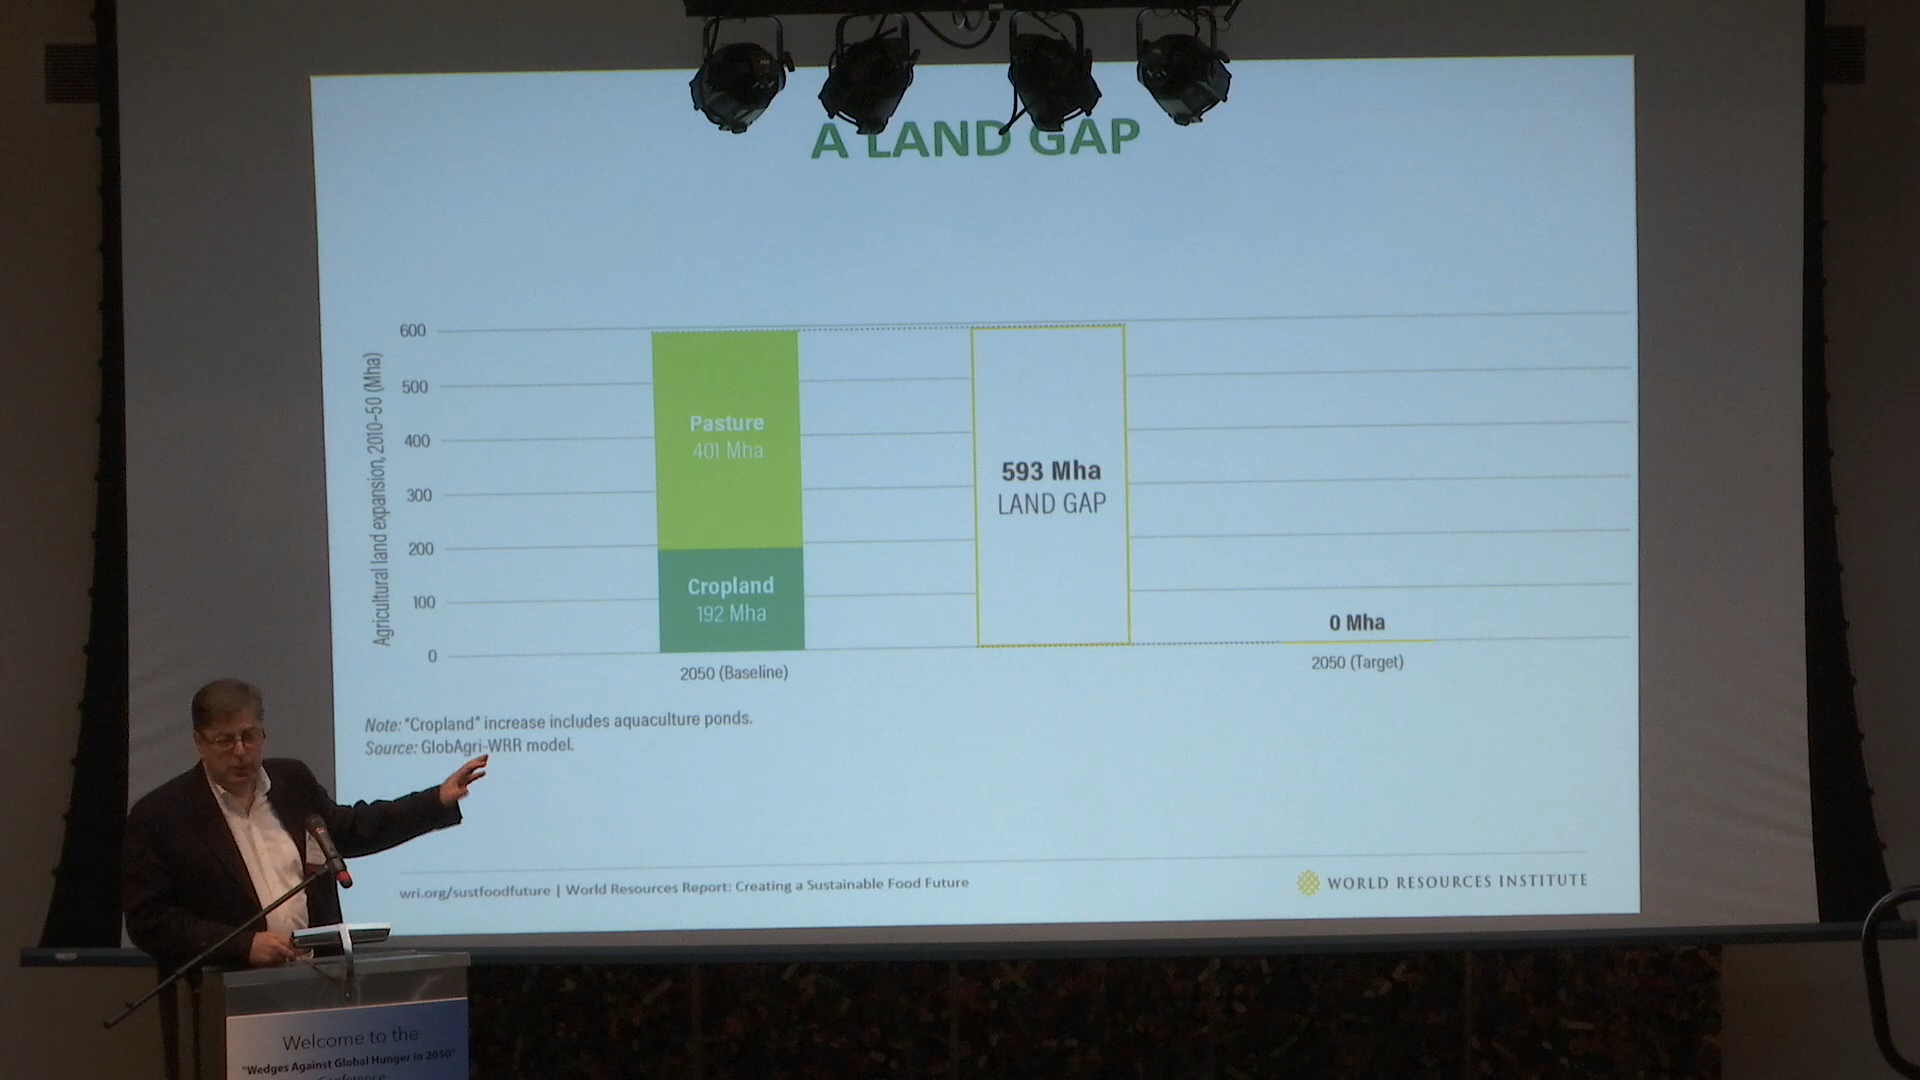 A LAND GAP
Agricultural land expansion, 2010–50 (Mha)
600
500
400
300
200
100
0
Pasture
401 Mha
Cropland
192 Mha
2050 (Baseline)
593 Mha
LAND GAP
0 Mha
2050 (Target)
Note: "Cropland" increase includes aquaculture ponds.
Source: GlobAgri-WRR model.
wri.org/sustfoodfuture | World Resources Report: Creating a Sustainable Food Future
WORLD RESOURCES INSTITUTE
Welcome to the
"Wedges Against Global Hunger in 2050"
Conference